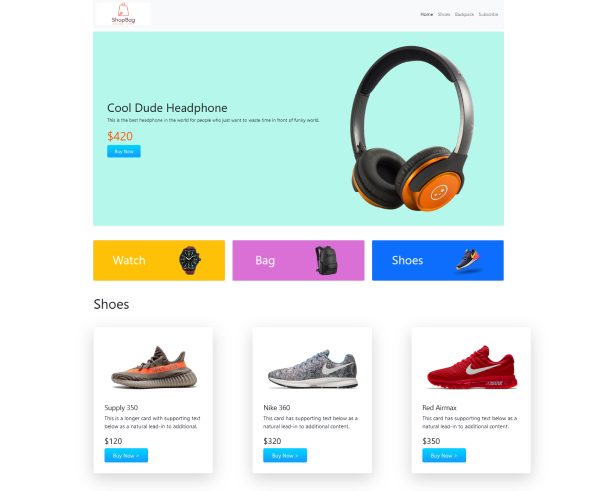 ShopBag
Home Shoes Backpack Subscribe
Cool Dude Headphone
This is the best headphone in the world for people who just want to waste time in front of funky world.
$420
Buy Now
Watch
Bag
Shoes
Shoes
Supply 350
This is a longer card with supporting text
below as a natural lead-in to additional.
$120
Buy Now >
Nike 360
This card has supporting text below as a
natural lead-in to additional content.
$320
Buy Now >
Red Airmax
This card has supporting text below as a
natural lead-in to additional content.
$350
Buy Now >